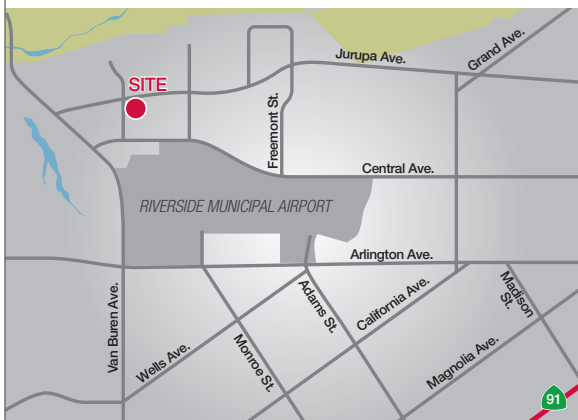 Jurupa Ave.
Grand Ave.
SITE
Freemont St.
Central Ave.
RIVERSIDE MUNICIPAL AIRPORT
Arlington Ave.
Van Buren Ave.
Wells Ave.
Monroe St.
Adams St.
California Ave.
Magnolia Ave.
Madison
St.
91